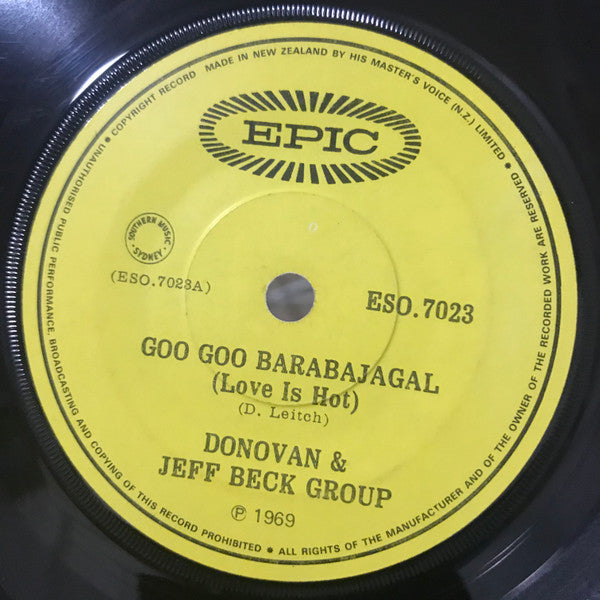 UNAUTHORISED PUBLIC PERFORMANCE, BROADCASTING AND COPYING OF THIS RECORD PROHIBITED • ALL RIGHTS OF THE MANUFACTURER AND OF THE OWNER OF THE RECORDED WORK ARE RESERVED •
• COPYRIGHT RECORD MADE IN NEW ZEALAND BY HIS MASTER'S VOICE (N.Z.) LIMITED •
EPIC
SOUTHERN MUSIC
SYDNEY
(ESO.7023A)
ESO.7023
GOO GOO BARABAJAGAL
(Love Is Hot)
(D. Leitch)
DONOVAN &
JEFF BECK GROUP
℗ 1969